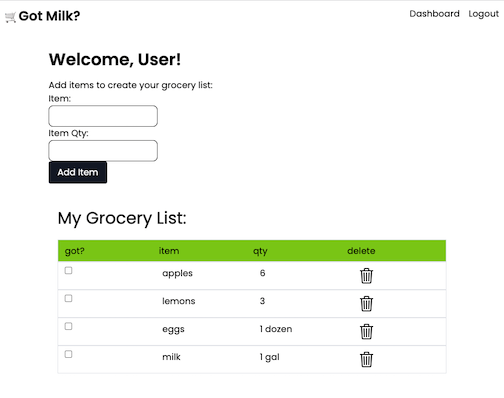 Got Milk? Dashboard Logout
Welcome, User!
Add items to create your grocery list:
Item:
Item Qty:
Add Item
My Grocery List:
got? item qty delete
apples 6
lemons 3
eggs 1 dozen
milk 1 gal